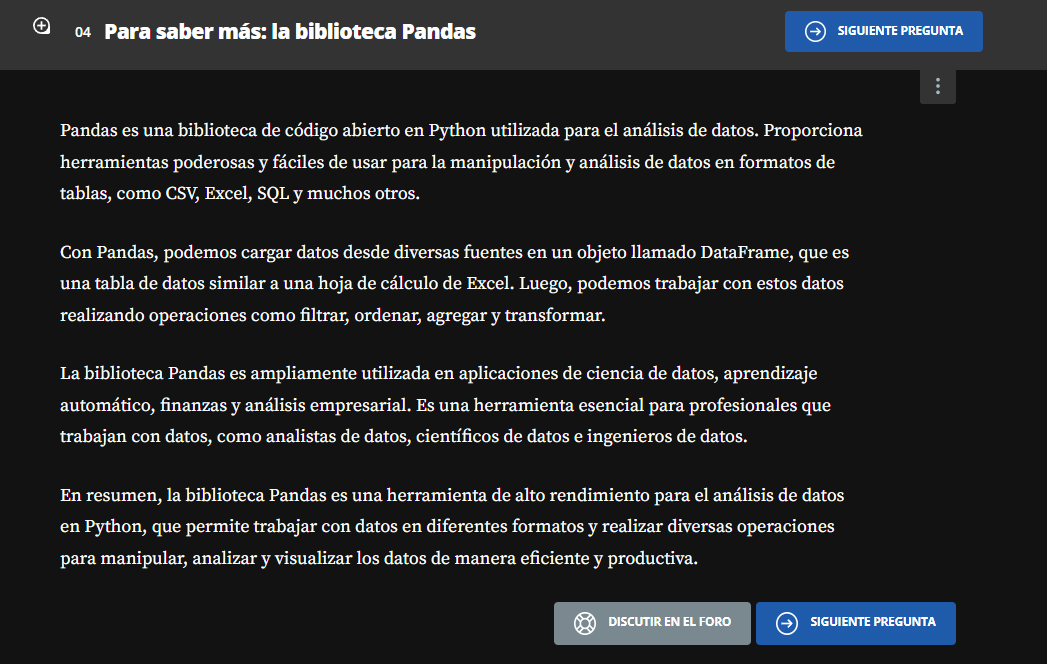 04 Para saber más: la biblioteca Pandas
SIGUIENTE PREGUNTA
Pandas es una biblioteca de código abierto en Python utilizada para el análisis de datos. Proporciona
herramientas poderosas y fáciles de usar para la manipulación y análisis de datos en formatos de
tablas, como CSV, Excel, SQL y muchos otros.
Con Pandas, podemos cargar datos desde diversas fuentes en un objeto llamado DataFrame, que es
una tabla de datos similar a una hoja de cálculo de Excel. Luego, podemos trabajar con estos datos
realizando operaciones como filtrar, ordenar, agregar y transformar.
La biblioteca Pandas es ampliamente utilizada en aplicaciones de ciencia de datos, aprendizaje
automático, finanzas y análisis empresarial. Es una herramienta esencial para profesionales que
trabajan con datos, como analistas de datos, científicos de datos e ingenieros de datos.
En resumen, la biblioteca Pandas es una herramienta de alto rendimiento para el análisis de datos
en Python, que permite trabajar con datos en diferentes formatos y realizar diversas operaciones
para manipular, analizar y visualizar los datos de manera eficiente y productiva.
DISCUTIR EN EL FORO
SIGUIENTE PREGUNTA